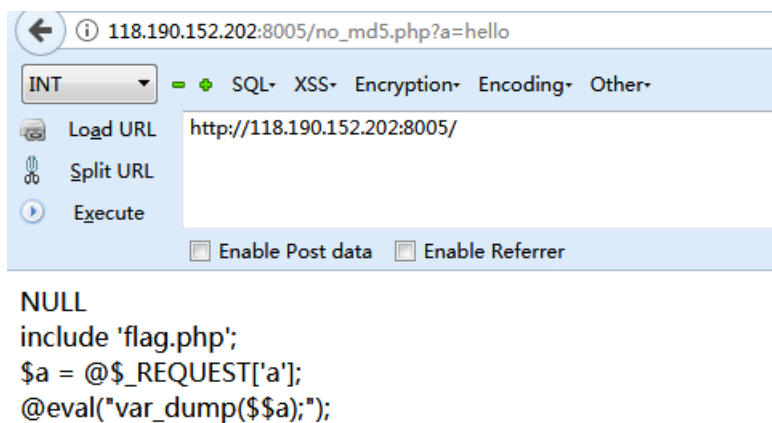 118.190.152.202:8005/no_md5.php?a=hello
INT SQL- XSS- Encryption- Encoding- Other-
Load URL http://118.190.152.202:8005/
Split URL
Execute
Enable Post data Enable Referrer
NULL
include 'flag.php';
$a = @$_REQUEST['a'];
@eval("var_dump($$a);");